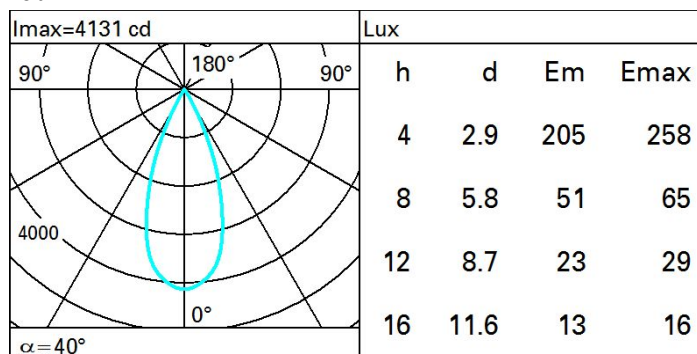 Imax=4131 cd
90° 180° 90°
4000
0°
α=40°
Lux
h d Em Emax
4 2.9 205 258
8 5.8 51 65
12 8.7 23 29
16 11.6 13 16